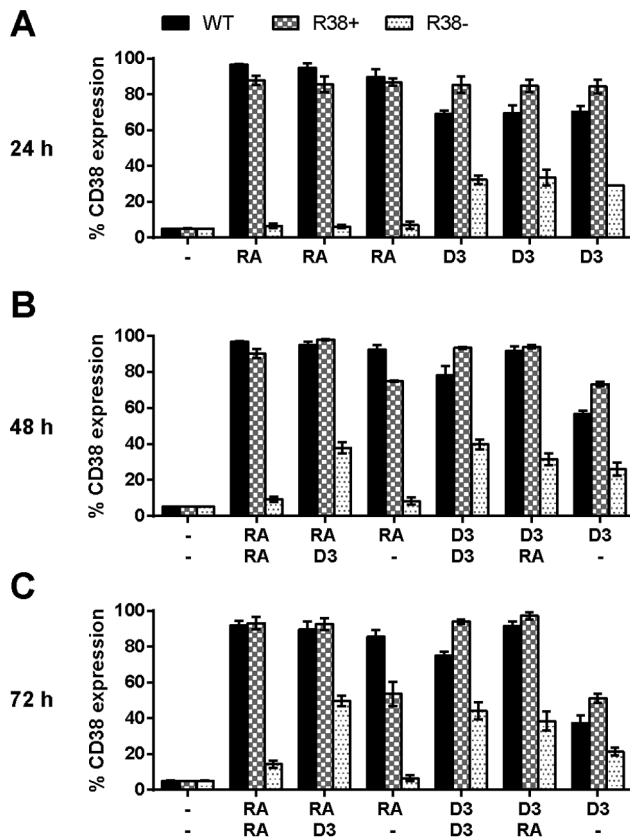 A
WT R38+ R38-
24 h
% CD38 expression
100
80
60
40
20
0
- RA RA RA D3 D3 D3
B
48 h
% CD38 expression
100
80
60
40
20
0
- RA RA RA D3 D3 D3
- RA D3 - D3 RA -
C
72 h
% CD38 expression
100
80
60
40
20
0
- RA RA RA D3 D3 D3
- RA D3 - D3 RA -